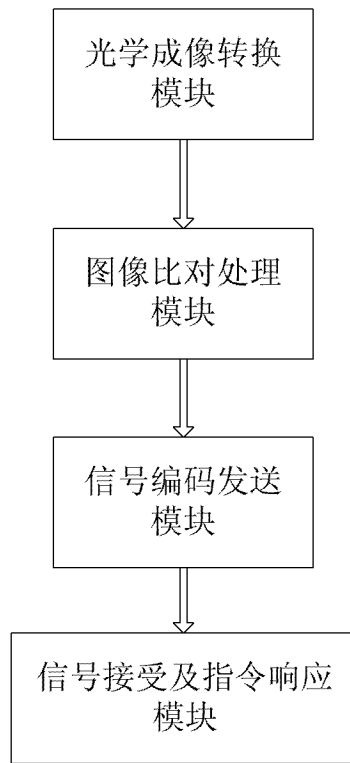 光学成像转换
模块
图像比对处理
模块
信号编码发送
模块
信号接受及指令响应
模块